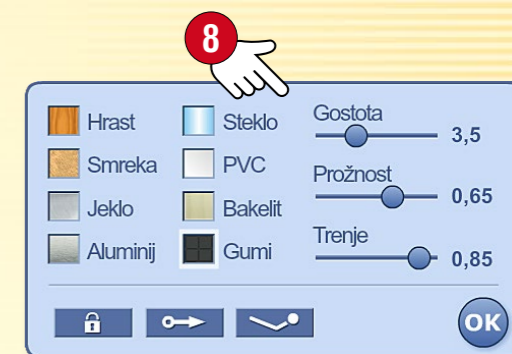 8
Hrast
Smreka
Jeklo
Aluminij
Steklo
PVC
Bakelit
Gumi
Gostota
3,5
Prožnost
0,65
Trenje
0,85
OK